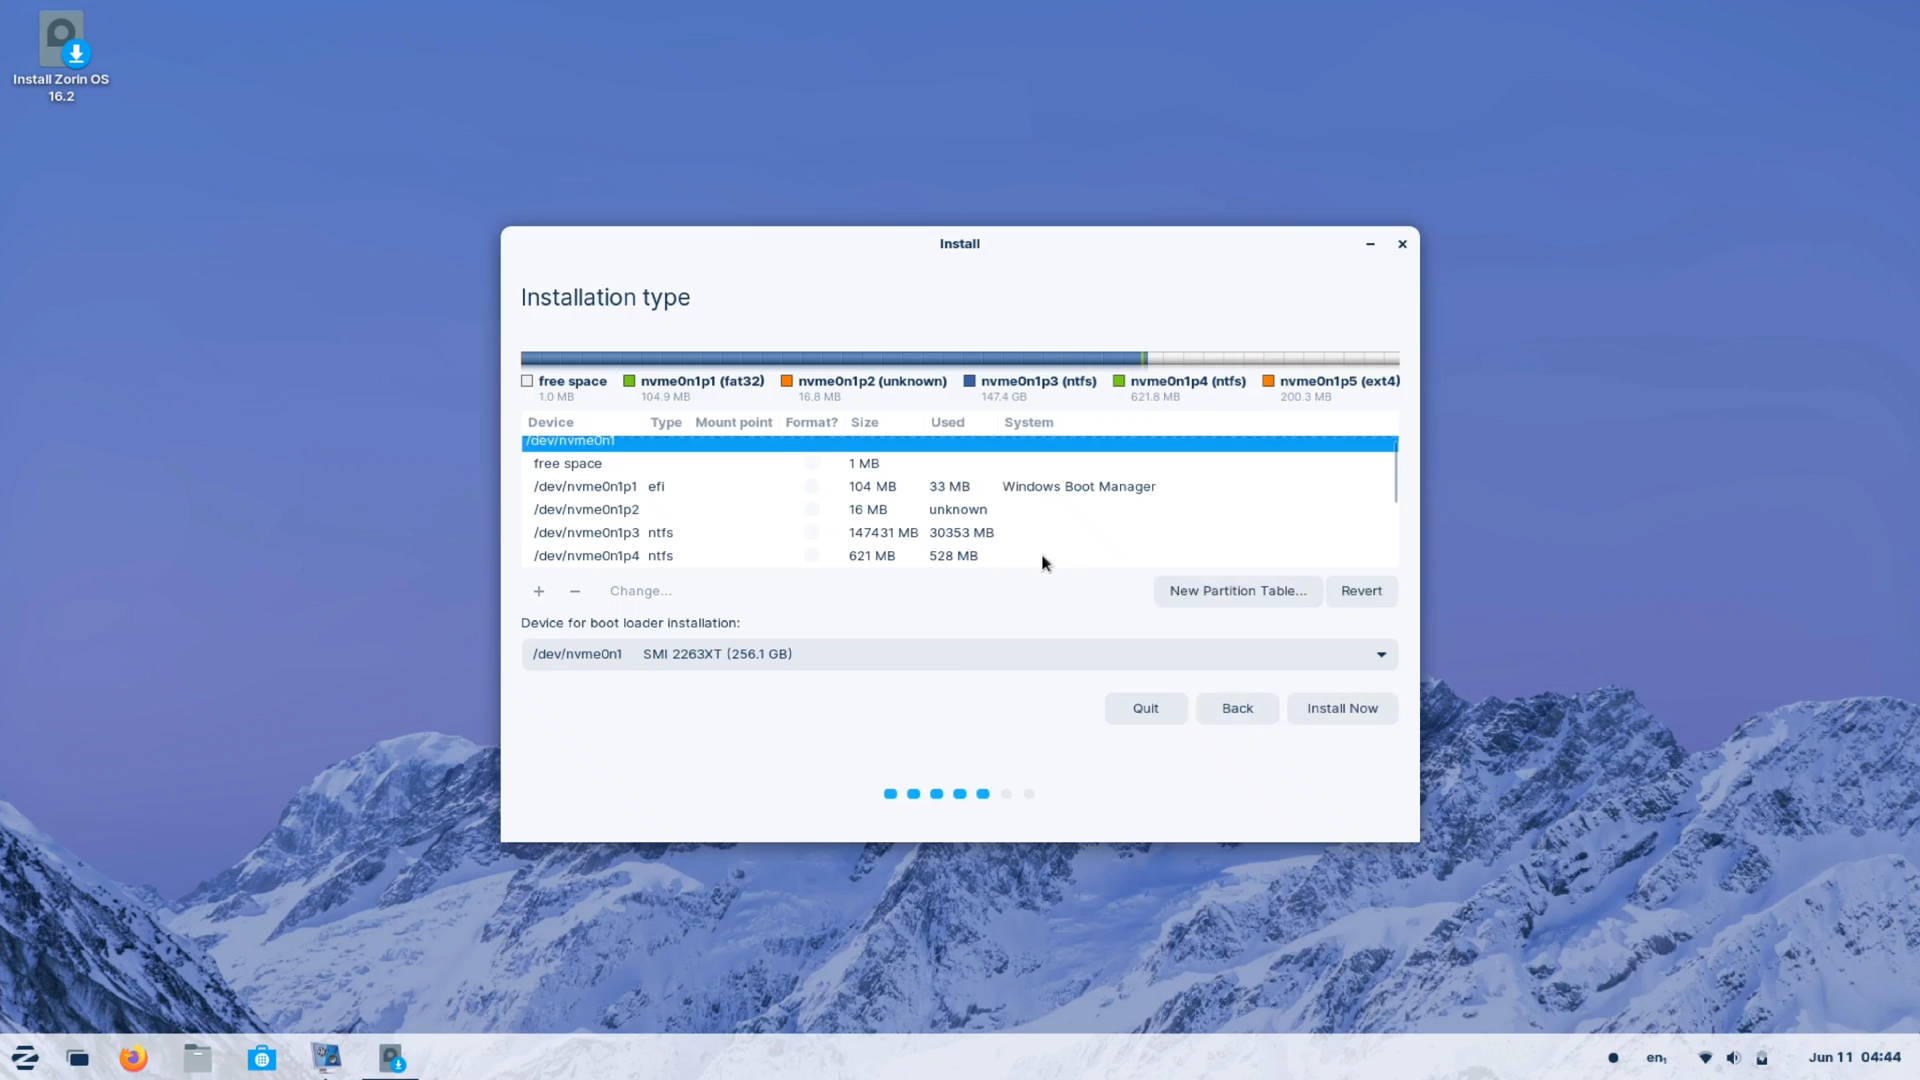 Install Zorin OS
16.2
Install
Installation type
free space nvme0n1p1 (fat32) nvme0n1p2 (unknown) nvme0n1p3 (ntfs) nvme0n1p4 (ntfs) nvme0n1p5 (ext4)
1.0 MB 104.9 MB 16.8 MB 147.4 GB 621.8 MB 200.3 MB
Device Type Mount point Format? Size Used System
/dev/nvme0n1
free space 1 MB
/dev/nvme0n1p1 efi 104 MB 33 MB Windows Boot Manager
/dev/nvme0n1p2 16 MB unknown
/dev/nvme0n1p3 ntfs 147431 MB 30353 MB
/dev/nvme0n1p4 ntfs 621 MB 528 MB
+ − Change... New Partition Table... Revert
Device for boot loader installation:
/dev/nvme0n1 SMI 2263XT (256.1 GB)
Quit Back Install Now
en₁ Jun 11 04:44